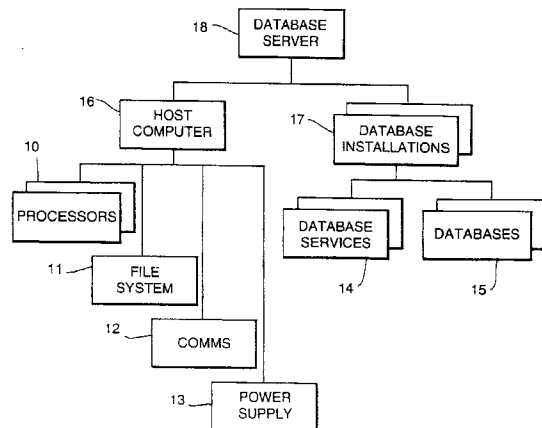 18
DATABASE
SERVER
16
HOST
COMPUTER
17
DATABASE
INSTALLATIONS
10
PROCESSORS
DATABASE
SERVICES
DATABASES
14
15
11
FILE
SYSTEM
12
COMMS
13
POWER
SUPPLY